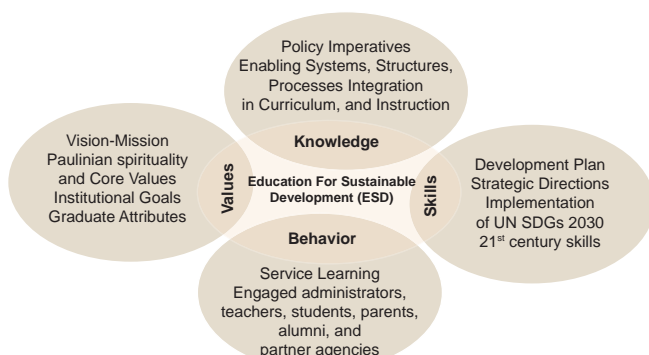 Policy Imperatives
Enabling Systems, Structures,
Processes Integration
in Curriculum, and Instruction
Knowledge
Vision-Mission
Paulinian spirituality
and Core Values
Institutional Goals
Graduate Attributes
Values
Education For Sustainable
Development (ESD)
Skills
Development Plan
Strategic Directions
Implementation
of UN SDGs 2030
21st century skills
Behavior
Service Learning
Engaged administrators,
teachers, students, parents,
alumni, and
partner agencies